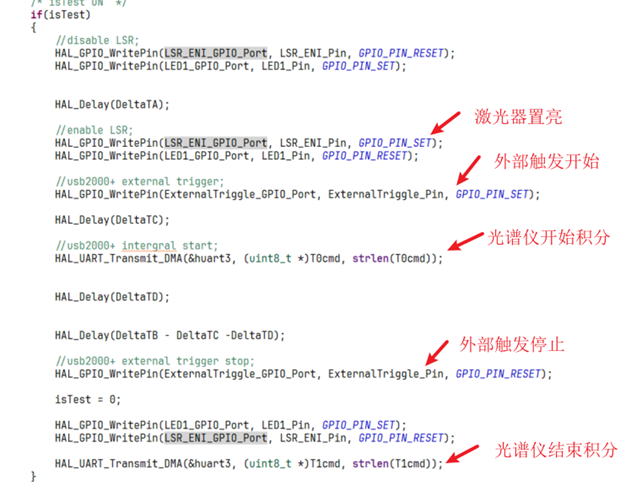 /* isTest ON  */
if(isTest)
{
//disable LSR;
HAL_GPIO_WritePin(LSR_ENI_GPIO_Port, LSR_ENI_Pin, GPIO_PIN_RESET);
HAL_GPIO_WritePin(LED1_GPIO_Port, LED1_Pin, GPIO_PIN_SET);
HAL_Delay(DeltaTA);
激光器置亮
//enable LSR;
HAL_GPIO_WritePin(LSR_ENI_GPIO_Port, LSR_ENI_Pin, GPIO_PIN_SET);
HAL_GPIO_WritePin(LED1_GPIO_Port, LED1_Pin, GPIO_PIN_RESET);
外部触发开始
//usb2000+ external trigger;
HAL_GPIO_WritePin(ExternalTriggle_GPIO_Port, ExternalTriggle_Pin, GPIO_PIN_SET);
HAL_Delay(DeltaTC);
光谱仪开始积分
//usb2000+ intergral start;
HAL_UART_Transmit_DMA(&huart3, (uint8_t *)T0cmd, strlen(T0cmd));
HAL_Delay(DeltaTD);
HAL_Delay(DeltaTB - DeltaTC -DeltaTD);
外部触发停止
//usb2000+ external trigger stop;
HAL_GPIO_WritePin(ExternalTriggle_GPIO_Port, ExternalTriggle_Pin, GPIO_PIN_RESET);
isTest = 0;
HAL_GPIO_WritePin(LED1_GPIO_Port, LED1_Pin, GPIO_PIN_SET);
HAL_GPIO_WritePin(LSR_ENI_GPIO_Port, LSR_ENI_Pin, GPIO_PIN_RESET);
光谱仪结束积分
HAL_UART_Transmit_DMA(&huart3, (uint8_t *)T1cmd, strlen(T1cmd));
}